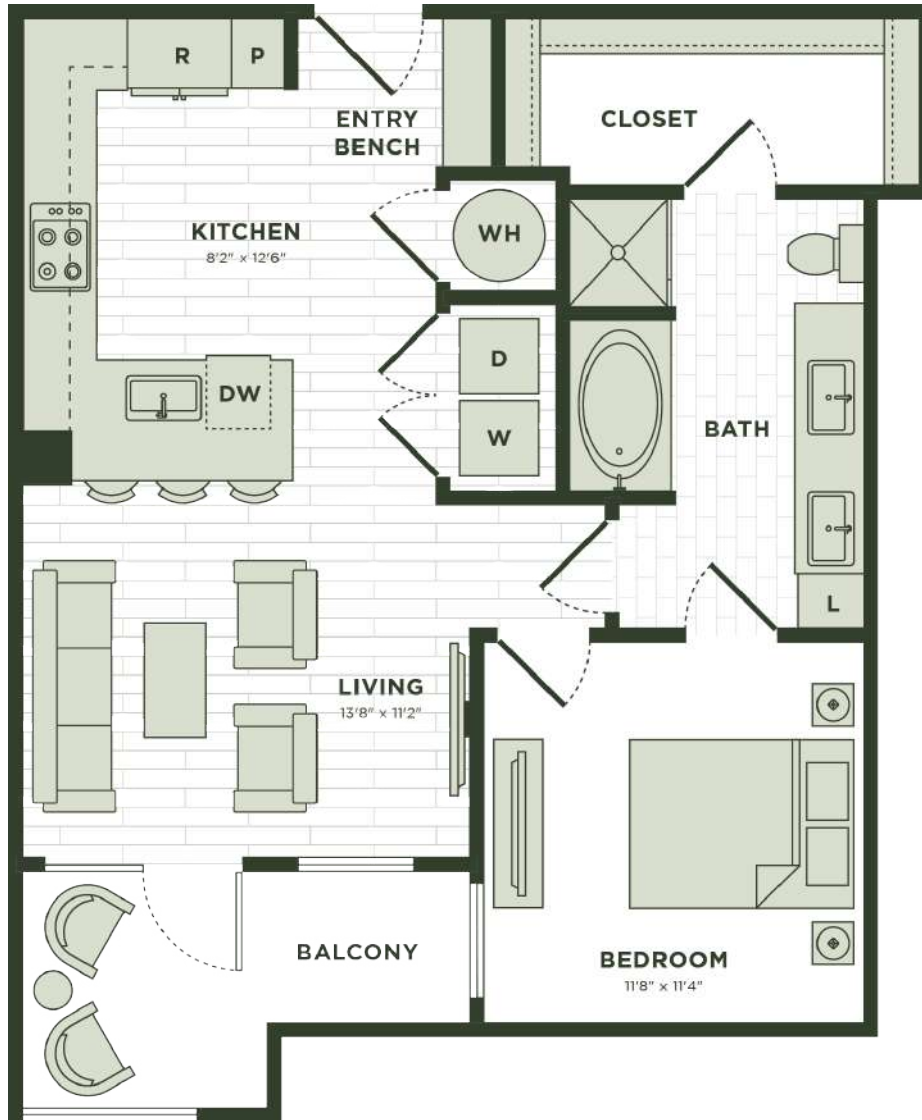 R
P
ENTRY
BENCH
CLOSET
WH
KITCHEN
8'2" × 12'6"
D
DW
W
BATH
L
LIVING
13'8" × 11'2"
BALCONY
BEDROOM
11'8" × 11'4"